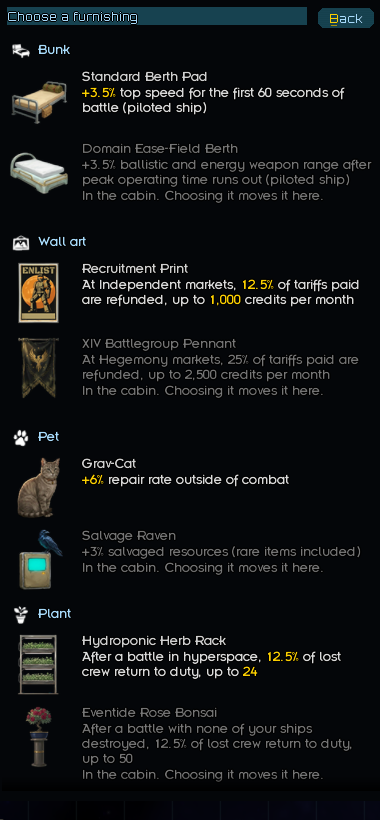 Choose a furnishing
Back
Bunk
Standard Berth Pad
+3.5% top speed for the first 60 seconds of
battle (piloted ship)
Domain Ease-Field Berth
+3.5% ballistic and energy weapon range after
peak operating time runs out (piloted ship)
In the cabin. Choosing it moves it here.
Wall art
ENLIST
Recruitment Print
At Independent markets, 12.5% of tariffs paid
are refunded, up to 1,000 credits per month
XIV Battlegroup Pennant
At Hegemony markets, 25% of tariffs paid are
refunded, up to 2,500 credits per month
In the cabin. Choosing it moves it here.
Pet
Grav-Cat
+6% repair rate outside of combat
Salvage Raven
+3% salvaged resources (rare items included)
In the cabin. Choosing it moves it here.
Plant
Hydroponic Herb Rack
After a battle in hyperspace, 12.5% of lost
crew return to duty, up to 24
Eventide Rose Bonsai
After a battle with none of your ships
destroyed, 12.5% of lost crew return to duty,
up to 50
In the cabin. Choosing it moves it here.